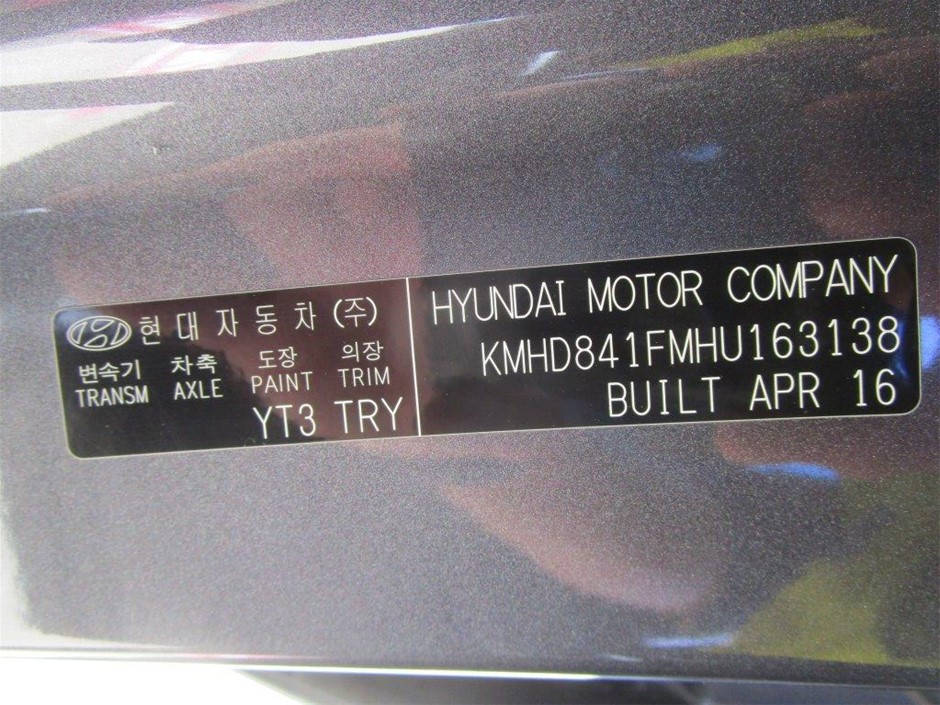 현대자동차(주)
변속기 차축 도장 의장
TRANSM AXLE PAINT TRIM
YT3 TRY
HYUNDAI MOTOR COMPANY
KMHD841FMHU163138
BUILT APR 16